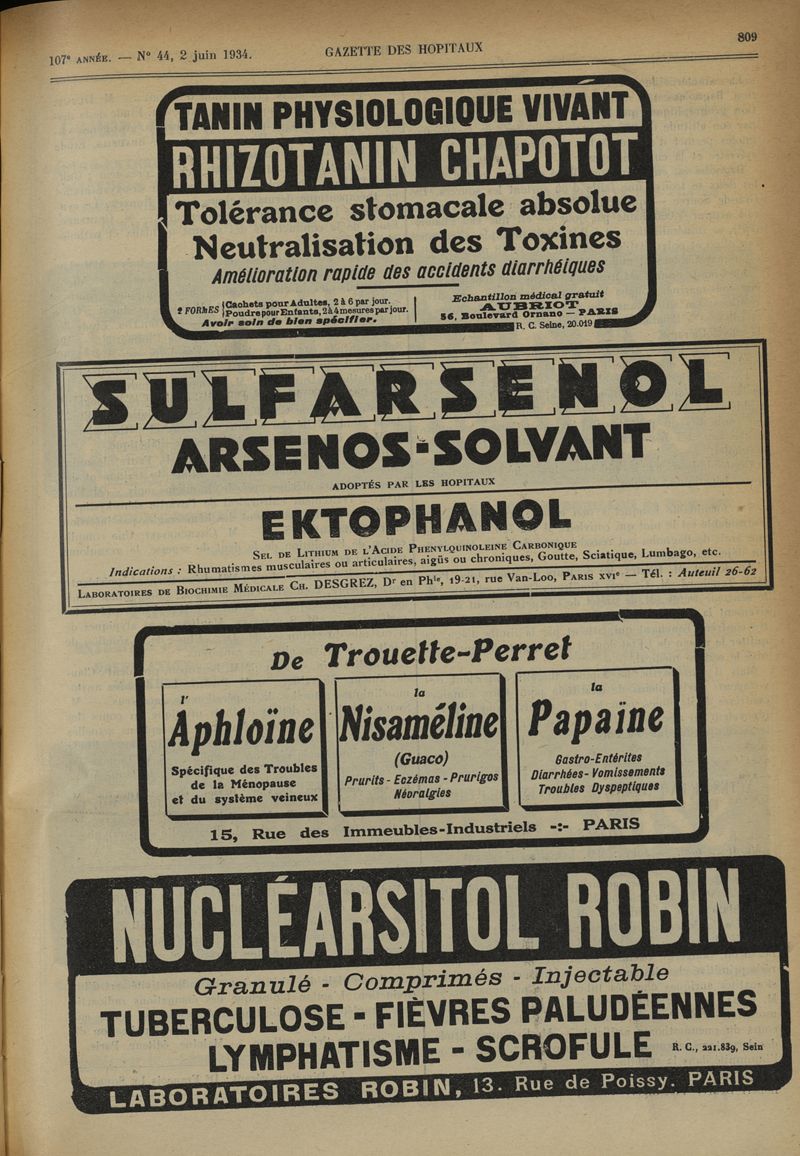 107e ANNÉE. — N° 44, 2 juin 1934.
GAZETTE DES HOPITAUX
809
TANIN PHYSIOLOGIQUE VIVANT
RHIZOTANIN CHAPOTOT
Tolérance stomacale absolue
Neutralisation des Toxines
Amélioration rapide des accidents diarrhéiques
2 FORMES
Cachets pour Adultes, 2 à 6 par jour.
Poudre pour Enfants, 2 à 4 mesures par jour.
Avoir soin de bien spécifier.
Echantillon médical gratuit
AUBRIOT
56, Boulevard Ornano — PARIS
R. C. Seine, 20.019
SULFARSENOL
ARSENOS-SOLVANT
ADOPTÉS PAR LES HOPITAUX
EKTOPHANOL
SEL DE LITHIUM DE L'ACIDE PHENYLQUINOLEINE CARBONIQUE
Indications : Rhumatismes musculaires ou articulaires, aigüs ou chroniques, Goutte, Sciatique, Lumbago, etc.
LABORATOIRES DE BIOCHIMIE MÉDICALE CH. DESGREZ, Dr en Phie, 19-21, rue Van-Loo, PARIS XVIe — Tél. : Auteuil 26-62
De Trouette-Perret
l'
Aphloïne
Spécifique des Troubles
de la Ménopause
et du système veineux
la
Nisaméline
(Guaco)
Prurits - Eczémas - Prurigos
Néoralgies
la
Papaïne
Gastro-Entérites
Diarrhées - Vomissements
Troubles Dyspeptiques
15, Rue des Immeubles-Industriels -:- PARIS
NUCLÉARSITOL ROBIN
Granulé - Comprimés - Injectable
TUBERCULOSE - FIÈVRES PALUDÉENNES
LYMPHATISME - SCROFULE
R. C., 221.839, Sein
LABORATOIRES ROBIN, 13. Rue de Poissy. PARIS